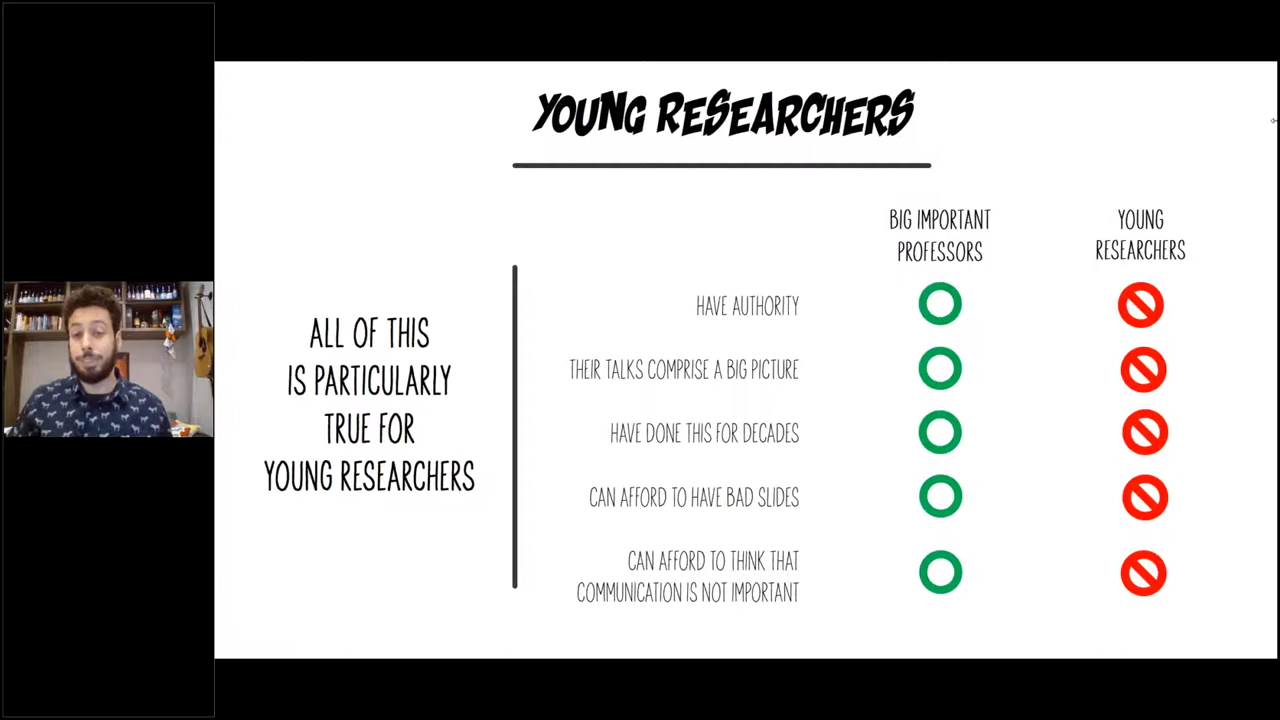 YOUNG RESEARCHERS
ALL OF THIS
IS PARTICULARLY
TRUE FOR
YOUNG RESEARCHERS
BIG IMPORTANT
PROFESSORS
YOUNG
RESEARCHERS
HAVE AUTHORITY
THEIR TALKS COMPRISE A BIG PICTURE
HAVE DONE THIS FOR DECADES
CAN AFFORD TO HAVE BAD SLIDES
CAN AFFORD TO THINK THAT
COMMUNICATION IS NOT IMPORTANT